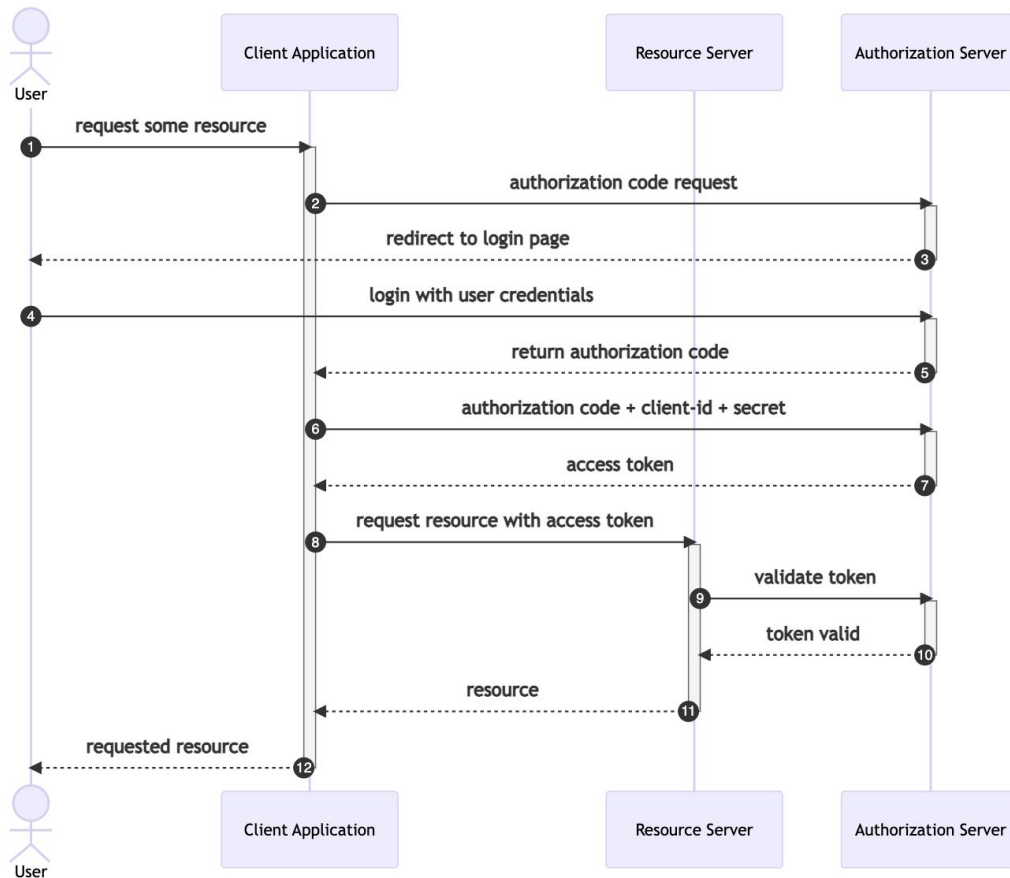 Client Application
Resource Server
Authorization Server
User
request some resource
1
authorization code request
2
redirect to login page
3
login with user credentials
4
return authorization code
5
authorization code + client-id + secret
6
access token
7
request resource with access token
8
validate token
9
token valid
10
resource
11
requested resource
12
Client Application
Resource Server
Authorization Server
User